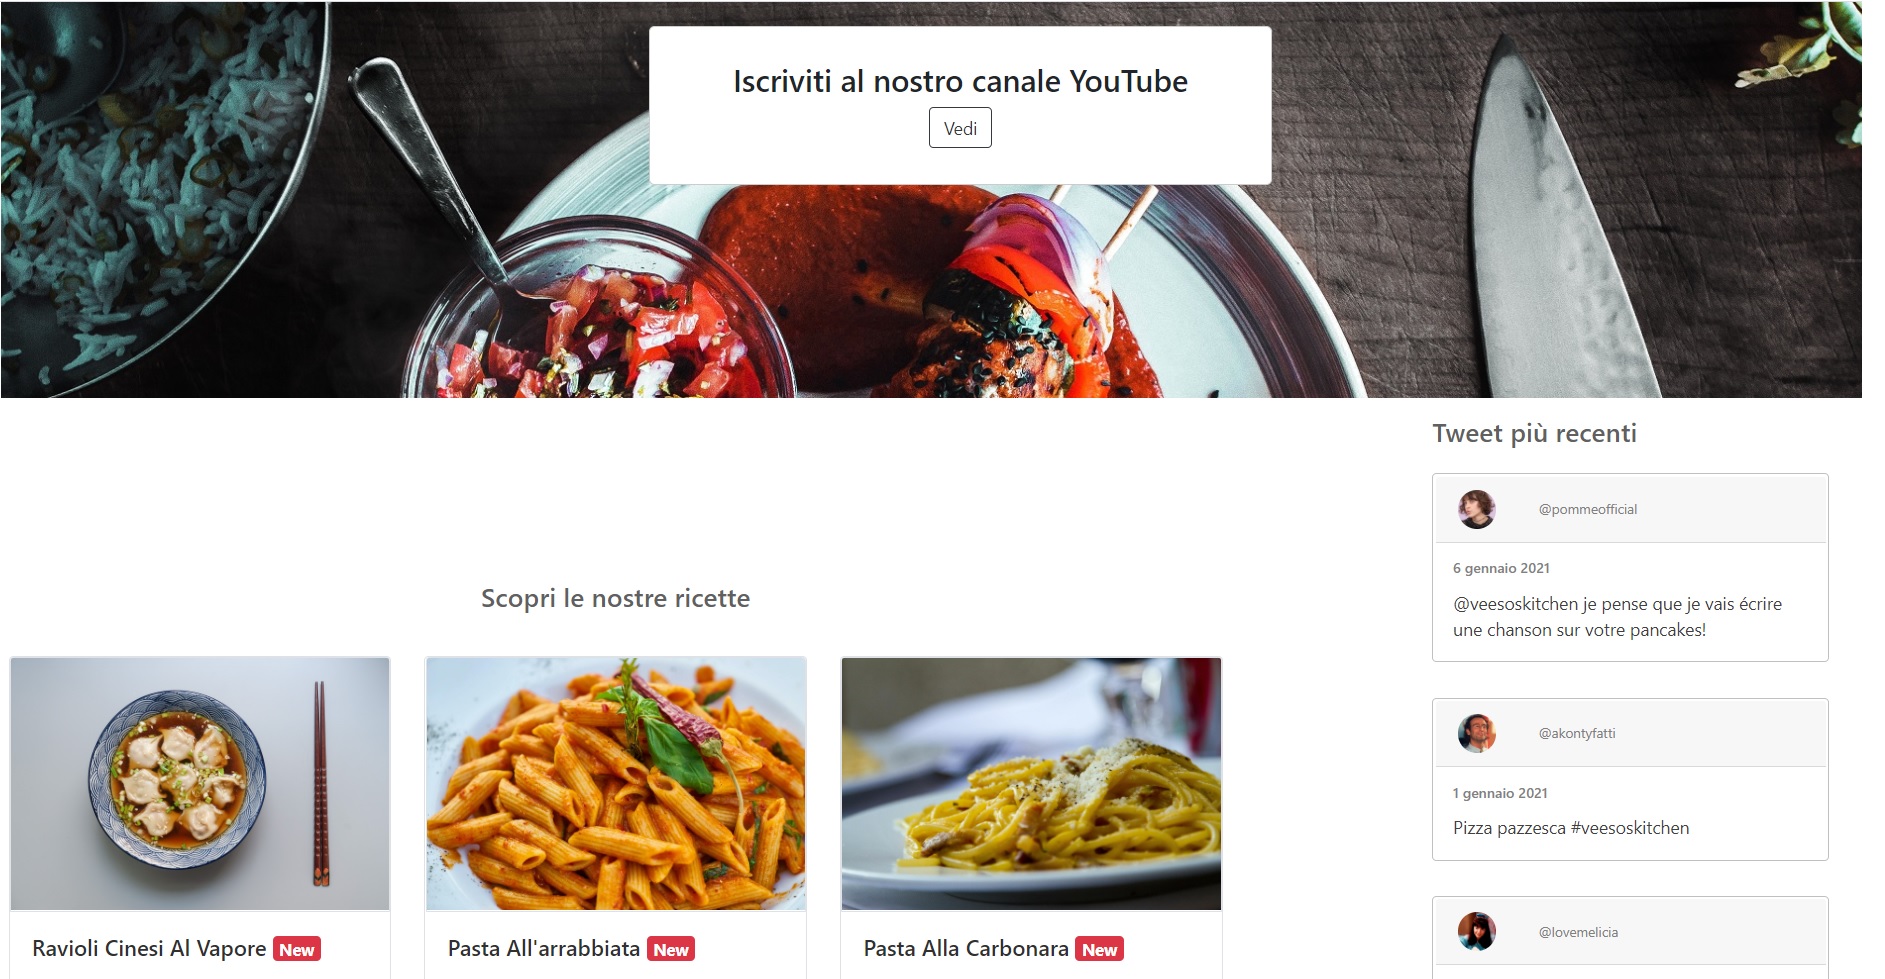 Iscriviti al nostro canale YouTube
Vedi
Tweet più recenti
@pommeofficial
6 gennaio 2021
@veesoskitchen je pense que je vais écrire
une chanson sur votre pancakes!
@akontyfatti
1 gennaio 2021
Pizza pazzesca #veesoskitchen
@lovemelicia
Scopri le nostre ricette
Ravioli Cinesi Al Vapore New
Pasta All'arrabbiata New
Pasta Alla Carbonara New